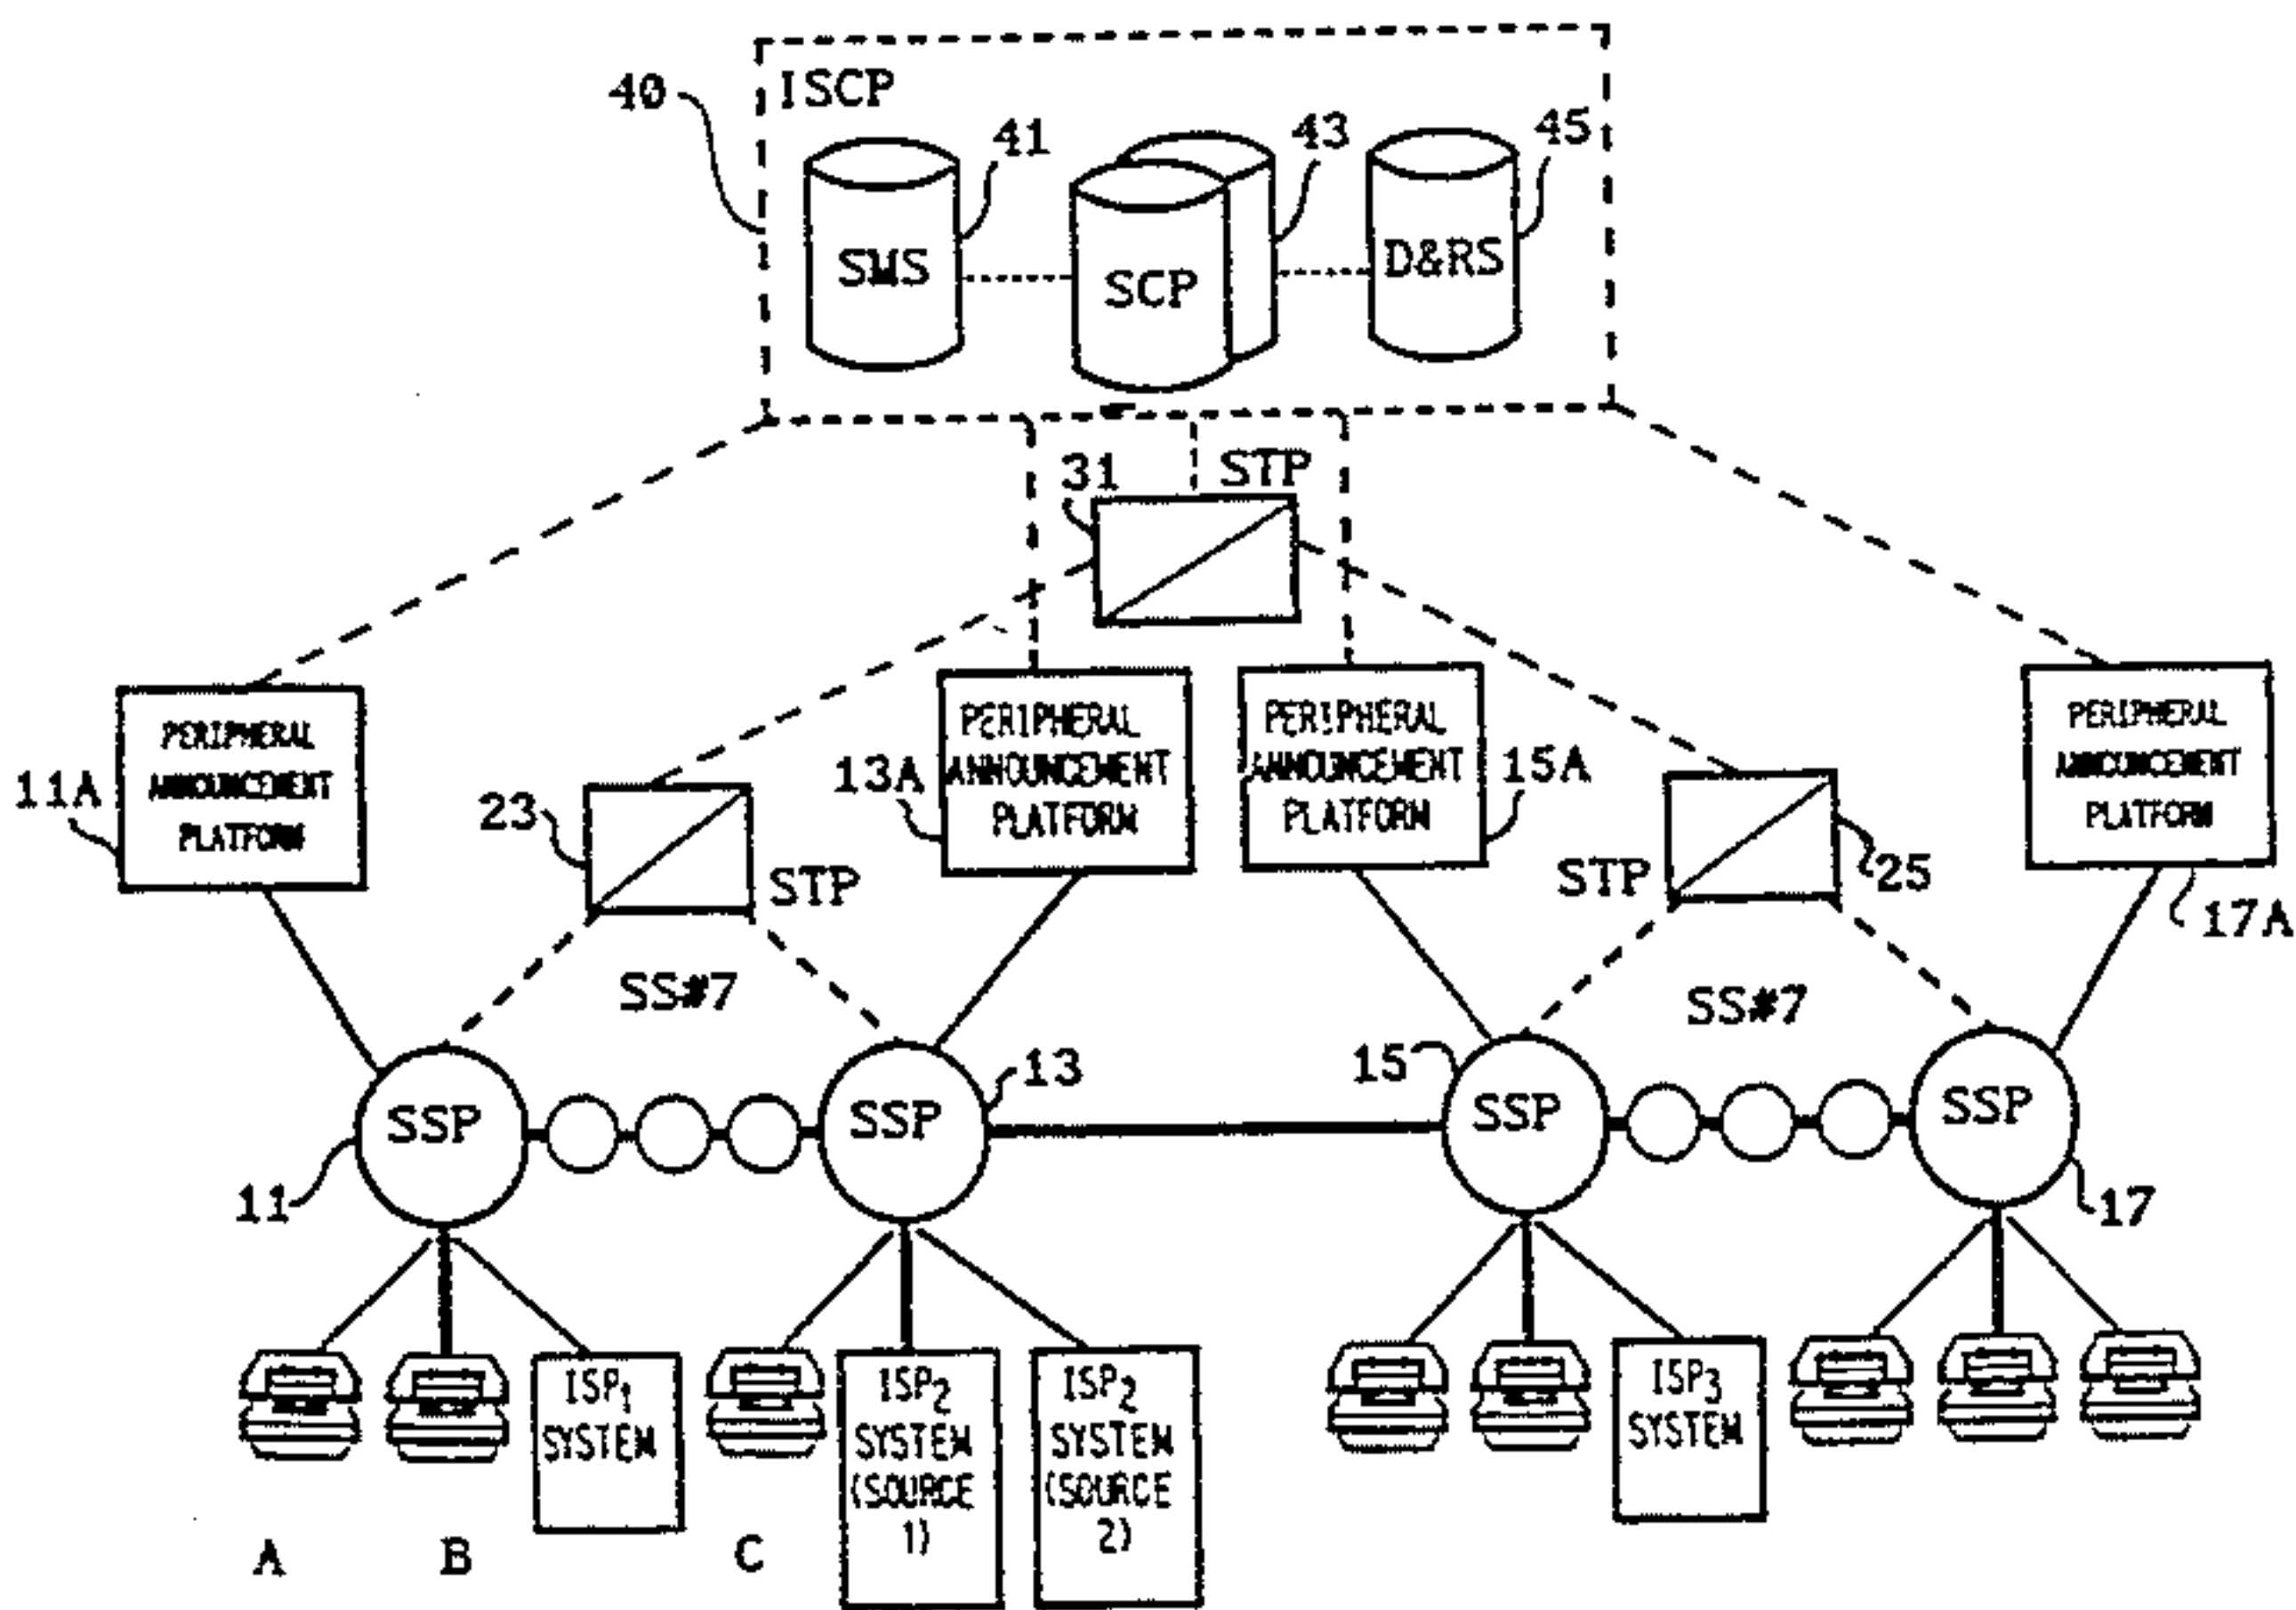 40
ISCP
41
43
45
SMS
SCP
D&RS
31
STP
11A
PERIPHERAL
ANNOUNCEMENT
PLATFORM
23
STP
13A
PERIPHERAL
ANNOUNCEMENT
PLATFORM
PERIPHERAL
ANNOUNCEMENT
PLATFORM
15A
STP
25
PERIPHERAL
ANNOUNCEMENT
PLATFORM
17A
SS#7
SS#7
SSP
11
SSP
13
15
SSP
SSP
17
ISP1
SYSTEM
ISP2
SYSTEM
(SOURCE
1)
ISP2
SYSTEM
(SOURCE
2)
ISP3
SYSTEM
A
B
C